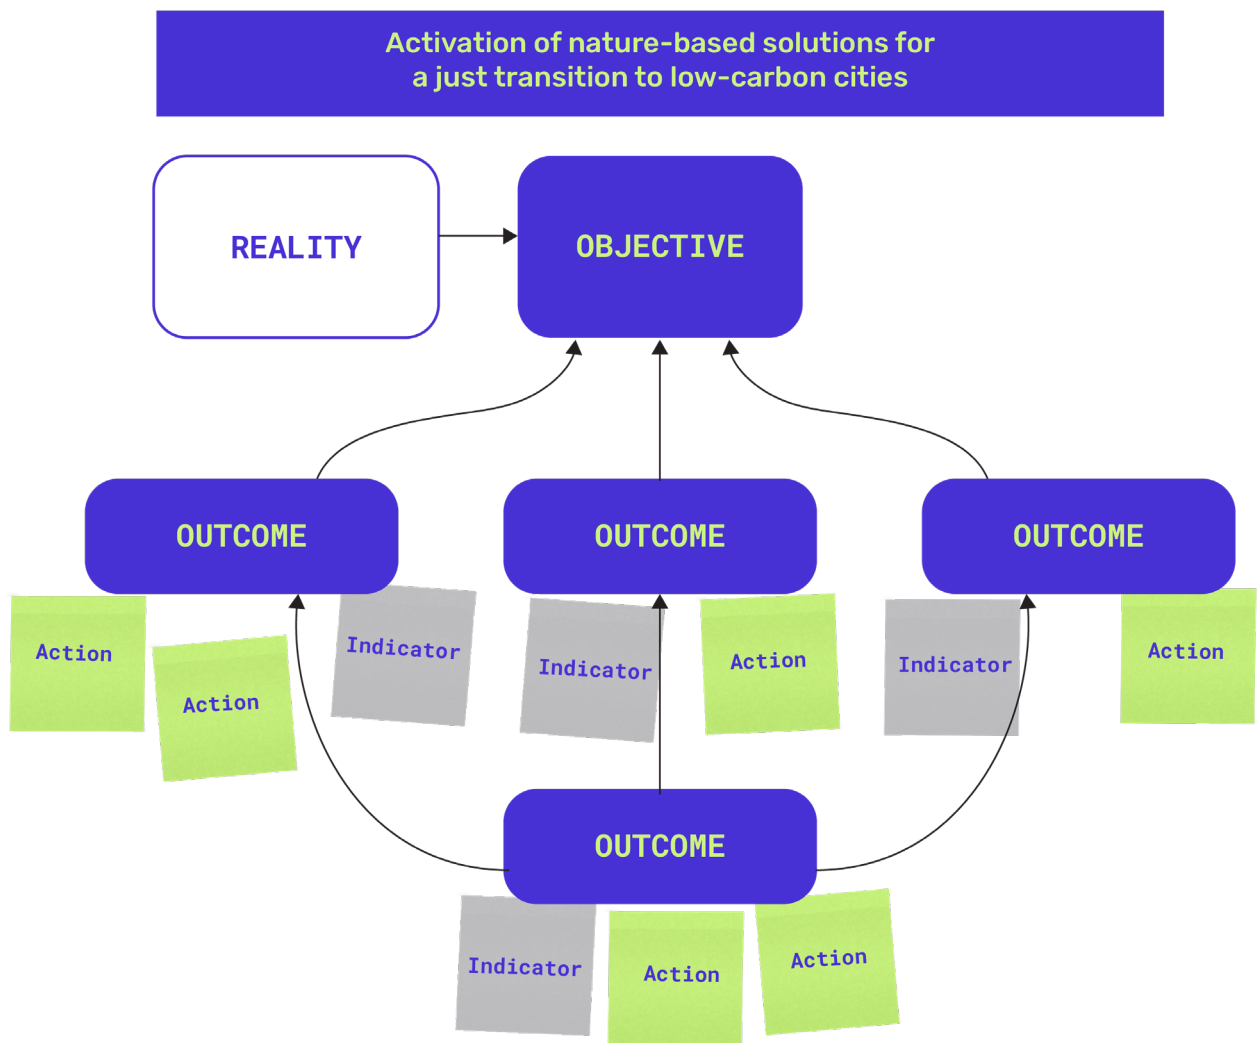 Activation of nature-based solutions for
a just transition to low-carbon cities
REALITY
OBJECTIVE
OUTCOME
OUTCOME
OUTCOME
Action
Action
Indicator
Indicator
Action
Indicator
Action
OUTCOME
Indicator
Action
Action